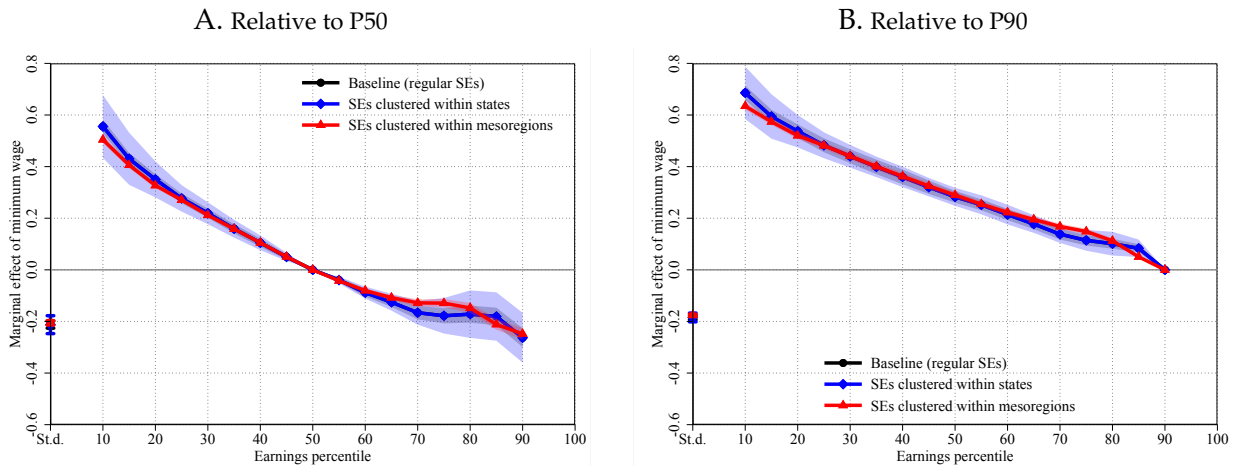 A. Relative to P50
Marginal effect of minimum wage
0.8
0.6
0.4
0.2
0.0
-0.2
-0.4
-0.6
Baseline (regular SEs)
SEs clustered within states
SEs clustered within mesoregions
St.d. 10 20 30 40 50 60 70 80 90 100
Earnings percentile
B. Relative to P90
Marginal effect of minimum wage
0.8
0.6
0.4
0.2
0.0
-0.2
-0.4
-0.6
Baseline (regular SEs)
SEs clustered within states
SEs clustered within mesoregions
St.d. 10 20 30 40 50 60 70 80 90 100
Earnings percentile